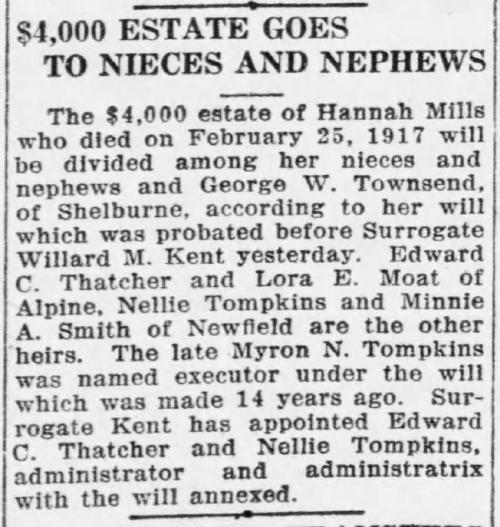 $4,000 ESTATE GOES
TO NIECES AND NEPHEWS
The $4,000 estate of Hannah Mills
who died on February 25, 1917 will
be divided among her nieces and
nephews and George W. Townsend,
of Shelburne, according to her will
which was probated before Surrogate
Willard M. Kent yesterday. Edward
C. Thatcher and Lora E. Moat of
Alpine, Nellie Tompkins and Minnie
A. Smith of Newfield are the other
heirs. The late Myron N. Tompkins
was named executor under the will
which was made 14 years ago. Sur-
rogate Kent has appointed Edward
C. Thatcher and Nellie Tompkins,
administrator and administratrix
with the will annexed.